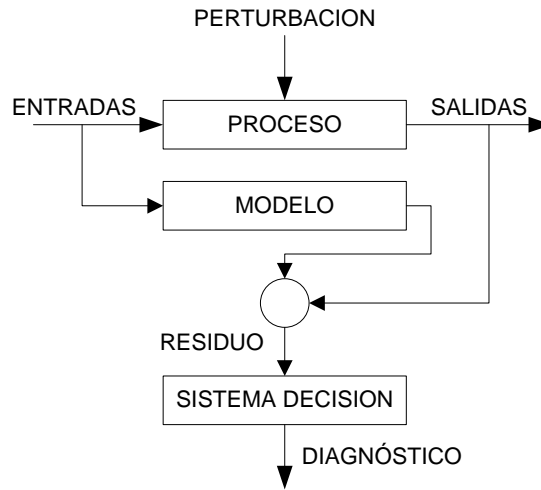 PERTURBACION
ENTRADAS
PROCESO
SALIDAS
MODELO
RESIDUO
SISTEMA DECISION
DIAGNÓSTICO